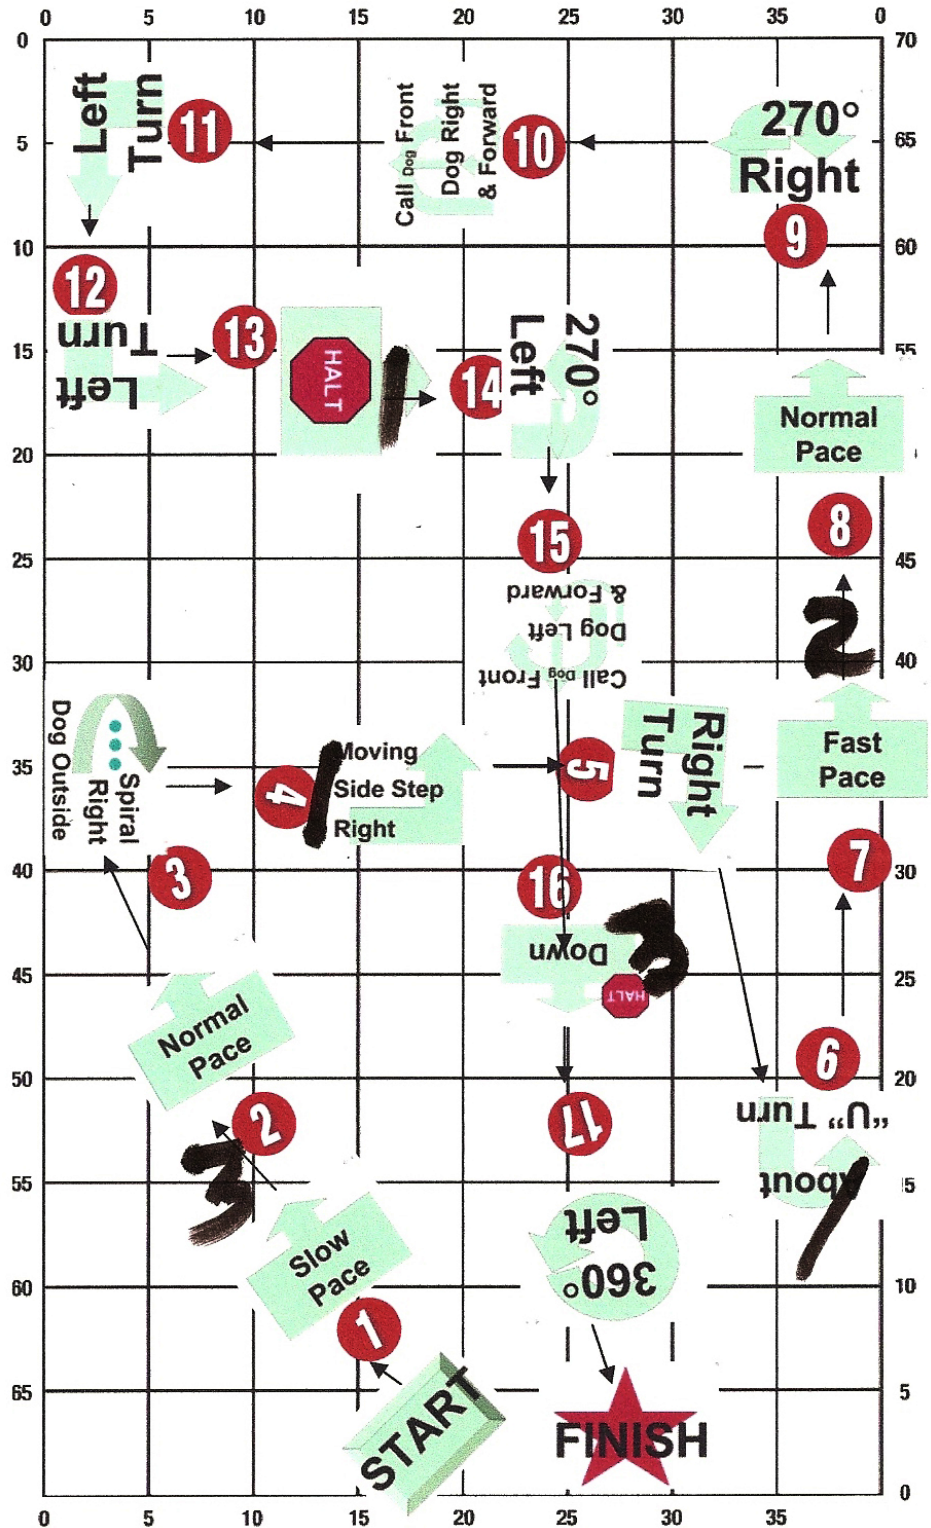 0 5 10 15 20 25 30 35 0
0 70
Left
Turn
11
Call Dog Front
Dog Right
& Forward
10
270°
Right
5 65
9
10 60
12
Left
Turn
13
HALT
14
270°
Left
15 55
Normal
Pace
20
8
15
25 45
Call Dog Front
Dog Left
& Forward
2
30 40
Spiral
Right
Dog Outside
4
Moving
Side Step
Right
5
Right
Turn
Fast
Pace
35
3
7
16
40 30
Down
HALT
45 25
Normal
Pace
6
50 20
2
17
About
"U" Turn
3
55 5
Slow
Pace
360°
Left
60 10
1
START
65 5
FINISH
0
0 5 10 15 20 25 30 35